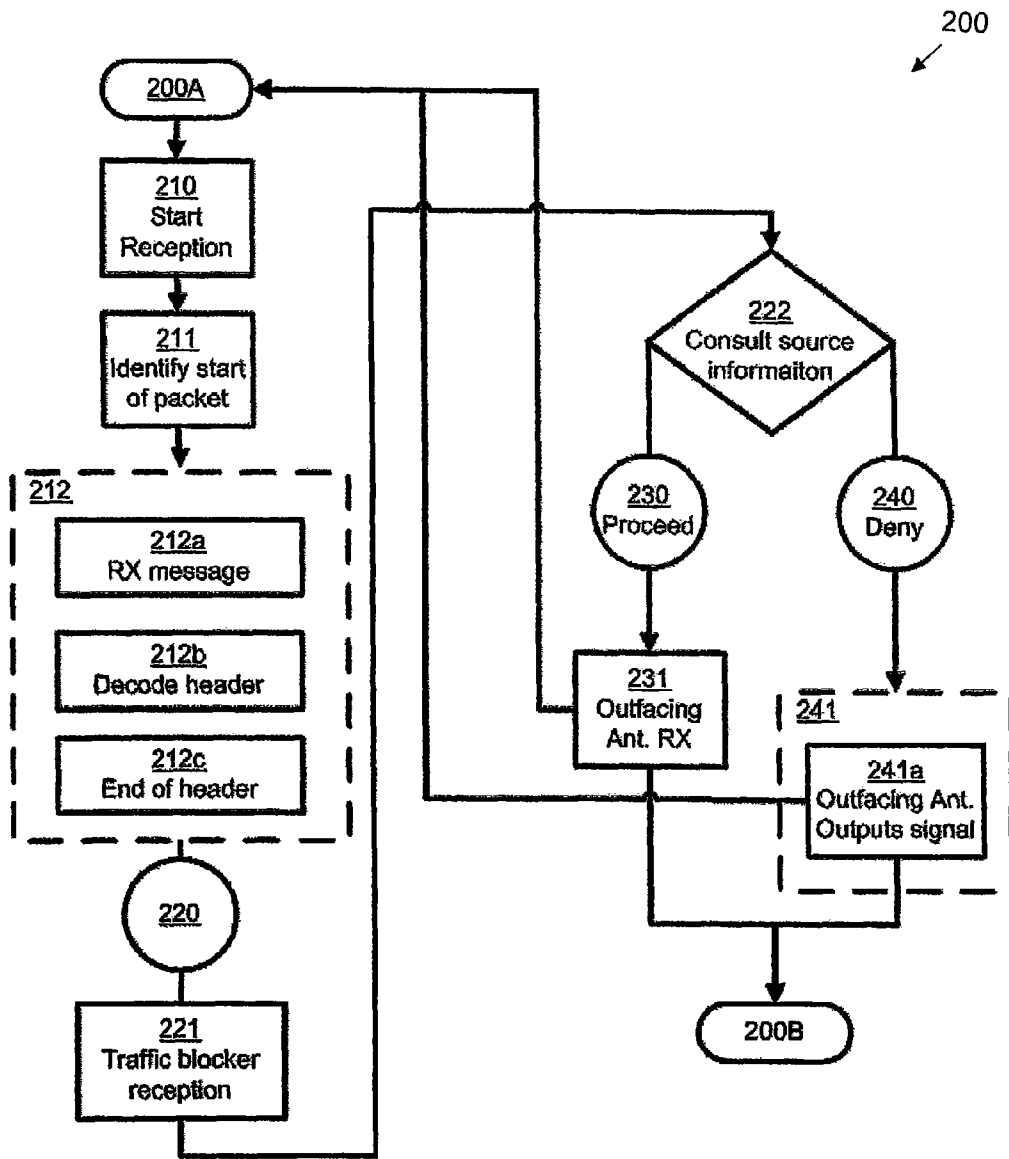 200
200A
210
Start
Reception
211
Identify start
of packet
212
212a
RX message
212b
Decode header
212c
End of header
220
221
Traffic blocker
reception
222
Consult source
informaiton
230
Proceed
240
Deny
231
Outfacing
Ant. RX
241
241a
Outfacing Ant.
Outputs signal
200B